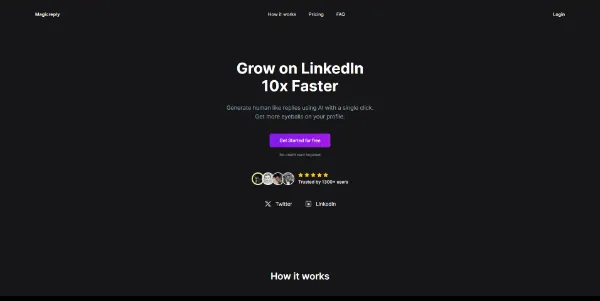 Magicreply
How it works
Pricing
FAQ
Login
Grow on LinkedIn
10x Faster
Generate human like replies using AI with a single click.
Get more eyeballs on your profile.
Get Started for Free
No credit card required
Trusted by 1300+ users
Twitter
LinkedIn
How it works